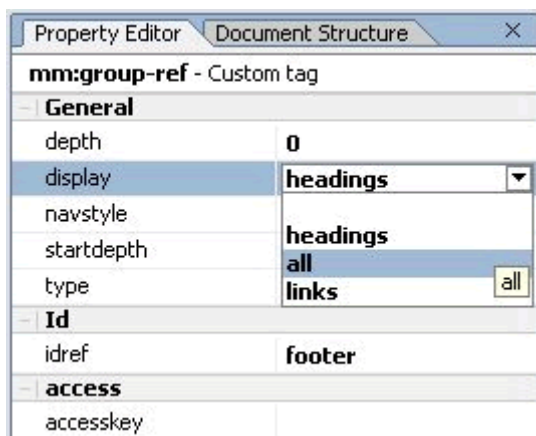 Property Editor Document Structure
mm:group-ref - Custom tag
General
depth 0
display headings
navstyle
headings
startdepth
all
type
links all
Id
idref footer
access
accesskey